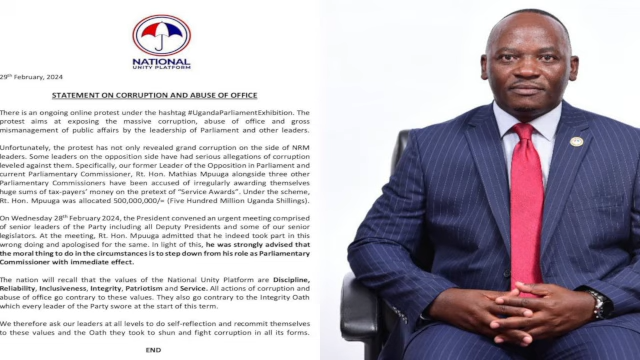 NATIONAL
UNITY PLATFORM
29th February, 2024
STATEMENT ON CORRUPTION AND ABUSE OF OFFICE
There is an ongoing online protest under the hashtag #UgandaParliamentExhibition. The
protest aims at exposing the massive corruption, abuse of office and gross
mismanagement of public affairs by the leadership of Parliament and other leaders.
Unfortunately, the protest has not only revealed grand corruption on the side of NRM
leaders. Some leaders on the opposition side have had serious allegations of corruption
leveled against them. Specifically, our former Leader of the Opposition in Parliament and
current Parliamentary Commissioner, Rt. Hon. Mathias Mpuuga alongside three other
Parliamentary Commissioners have been accused of irregularly awarding themselves
huge sums of tax-payers' money on the pretext of "Service Awards". Under the scheme,
Rt. Hon. Mpuuga was allocated 500,000,000/= (Five Hundred Million Uganda Shillings).
On Wednesday 28th February 2024, the President convened an urgent meeting comprised
of senior leaders of the Party including all Deputy Presidents and some of our senior
legislators. At the meeting, Rt. Hon. Mpuuga admitted that he indeed took part in this
wrong doing and apologised for the same. In light of this, he was strongly advised that
the moral thing to do in the circumstances is to step down from his role as Parliamentary
Commissioner with immediate effect.
The nation will recall that the values of the National Unity Platform are Discipline,
Reliability, Inclusiveness, Integrity, Patriotism and Service. All actions of corruption and
abuse of office go contrary to these values. They also go contrary to the Integrity Oath
which every leader of the Party swore at the start of this term.
We therefore ask our leaders at all levels to do self-reflection and recommit themselves
to these values and the Oath they took to shun and fight corruption in all its forms.
END